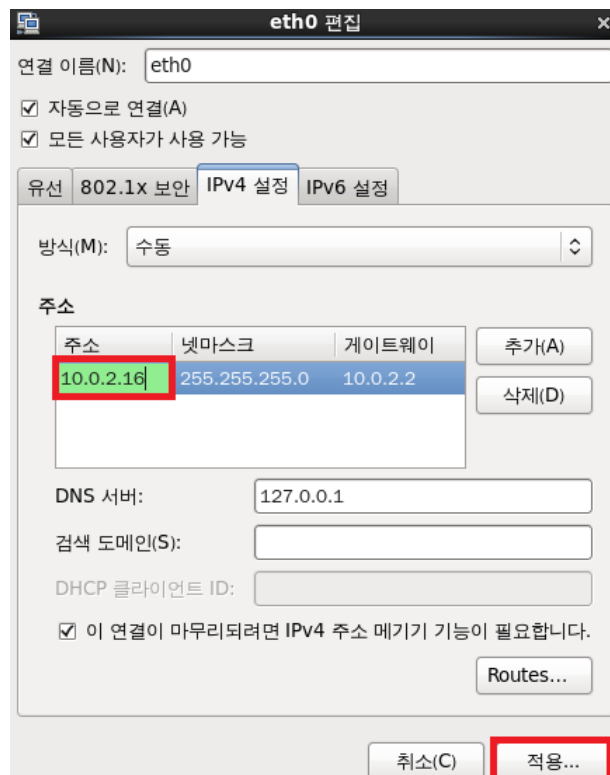 eth0 편집
연결 이름(N): eth0
자동으로 연결(A)
모든 사용자가 사용 가능
유선 802.1x 보안 IPv4 설정 IPv6 설정
방식(M): 수동
주소
주소 넷마스크 게이트웨이 추가(A)
10.0.2.16 255.255.255.0 10.0.2.2
삭제(D)
DNS 서버: 127.0.0.1
검색 도메인(S):
DHCP 클라이언트 ID:
이 연결이 마무리되려면 IPv4 주소 메기기 기능이 필요합니다.
Routes...
취소(C) 적용...